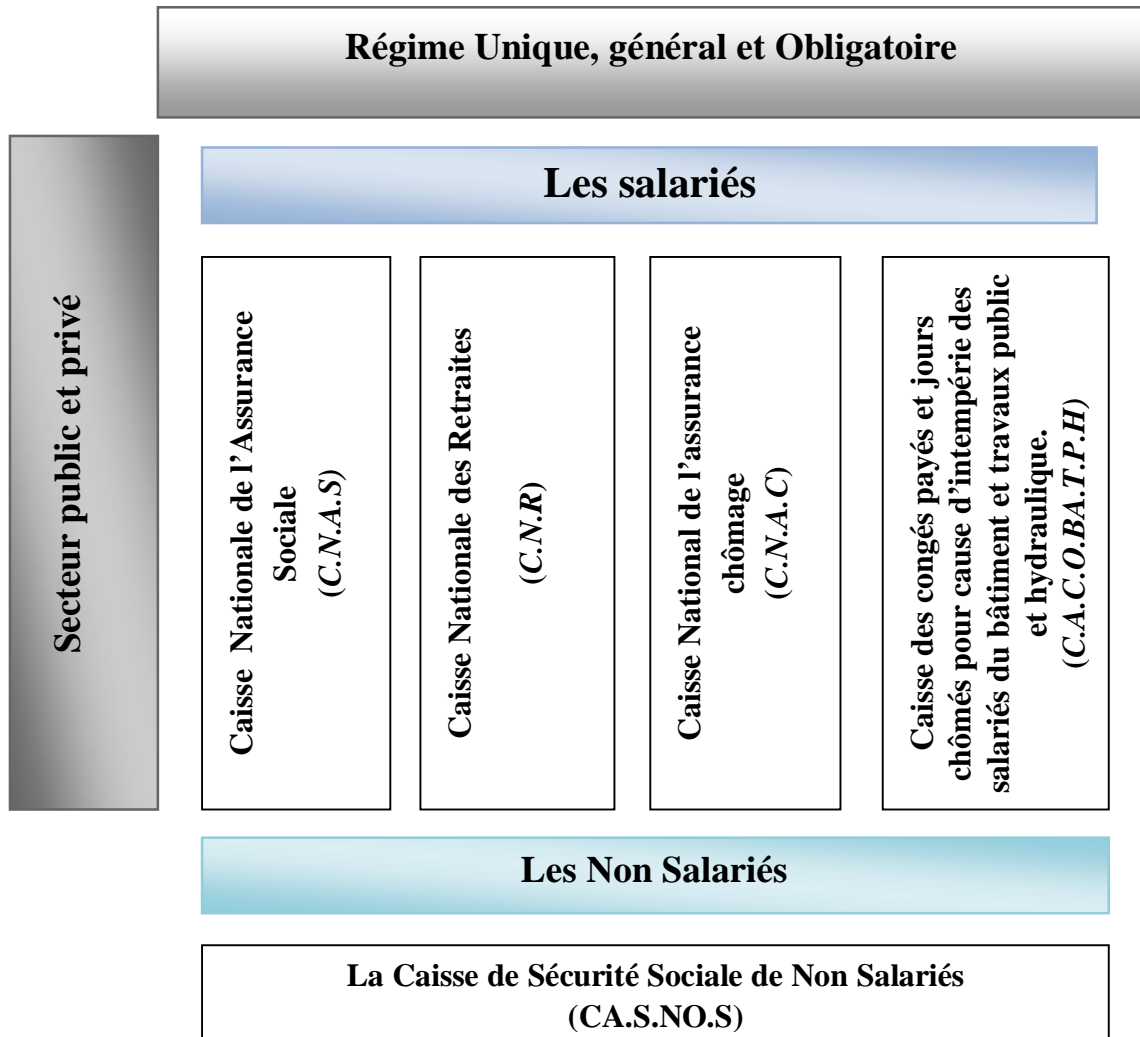 Régime Unique, général et Obligatoire
Secteur public et privé
Les salariés
Caisse Nationale de l’Assurance
Sociale
(C.N.A.S)
Caisse Nationale des Retraites
(C.N.R)
Caisse National de l’assurance
chômage
(C.N.A.C)
Caisse des congés payés et jours
chômés pour cause d’intempérie des
salariés du bâtiment et travaux public
et hydraulique.
(C.A.C.O.BA.T.P.H)
Les Non Salariés
La Caisse de Sécurité Sociale de Non Salariés
(CA.S.NO.S)